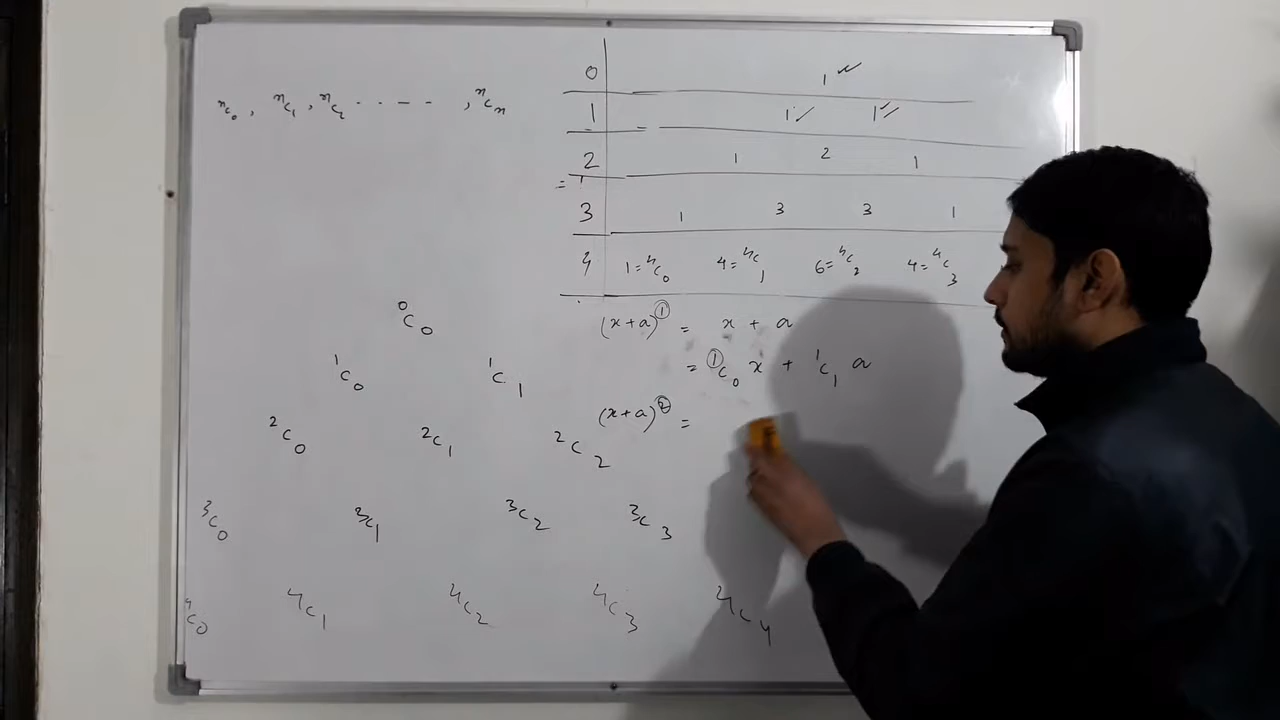 ⁿC₀, ⁿC₁, ⁿC₂ ....., ⁿCₙ
0 1 ✓
1 1 ✓ 1 ✓
2 1 2 1
3 1 3 3 1
4 1=⁴C₀ 4=⁴C₁ 6=⁴C₂ 4=⁴C₃
(x+a)① = x + a
= ①C₀ x + ¹C₁ a
(x+a)② =
⁰C₀
¹C₀ ¹C₁
²C₀ ²C₁ ²C₂
³C₀ ³C₁ ³C₂ ³C₃
⁴C₀ ⁴C₁ ⁴C₂ ⁴C₃ ⁴C₄